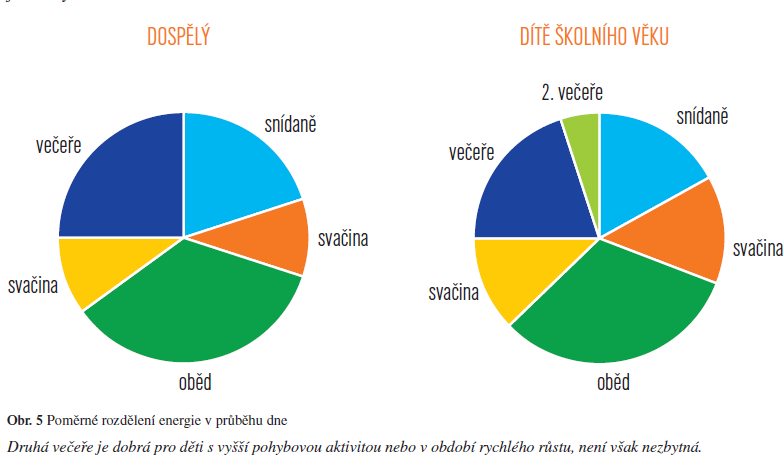 DOSPĚLÝ
večeře
snídaně
svačina
svačina
oběd
DÍTĚ ŠKOLNÍHO VĚKU
2. večeře
snídaně
večeře
svačina
svačina
oběd
Obr. 5 Poměrné rozdělení energie v průběhu dne
Druhá večeře je dobrá pro děti s vyšší pohybovou aktivitou nebo v období rychlého růstu, není však nezbytná.